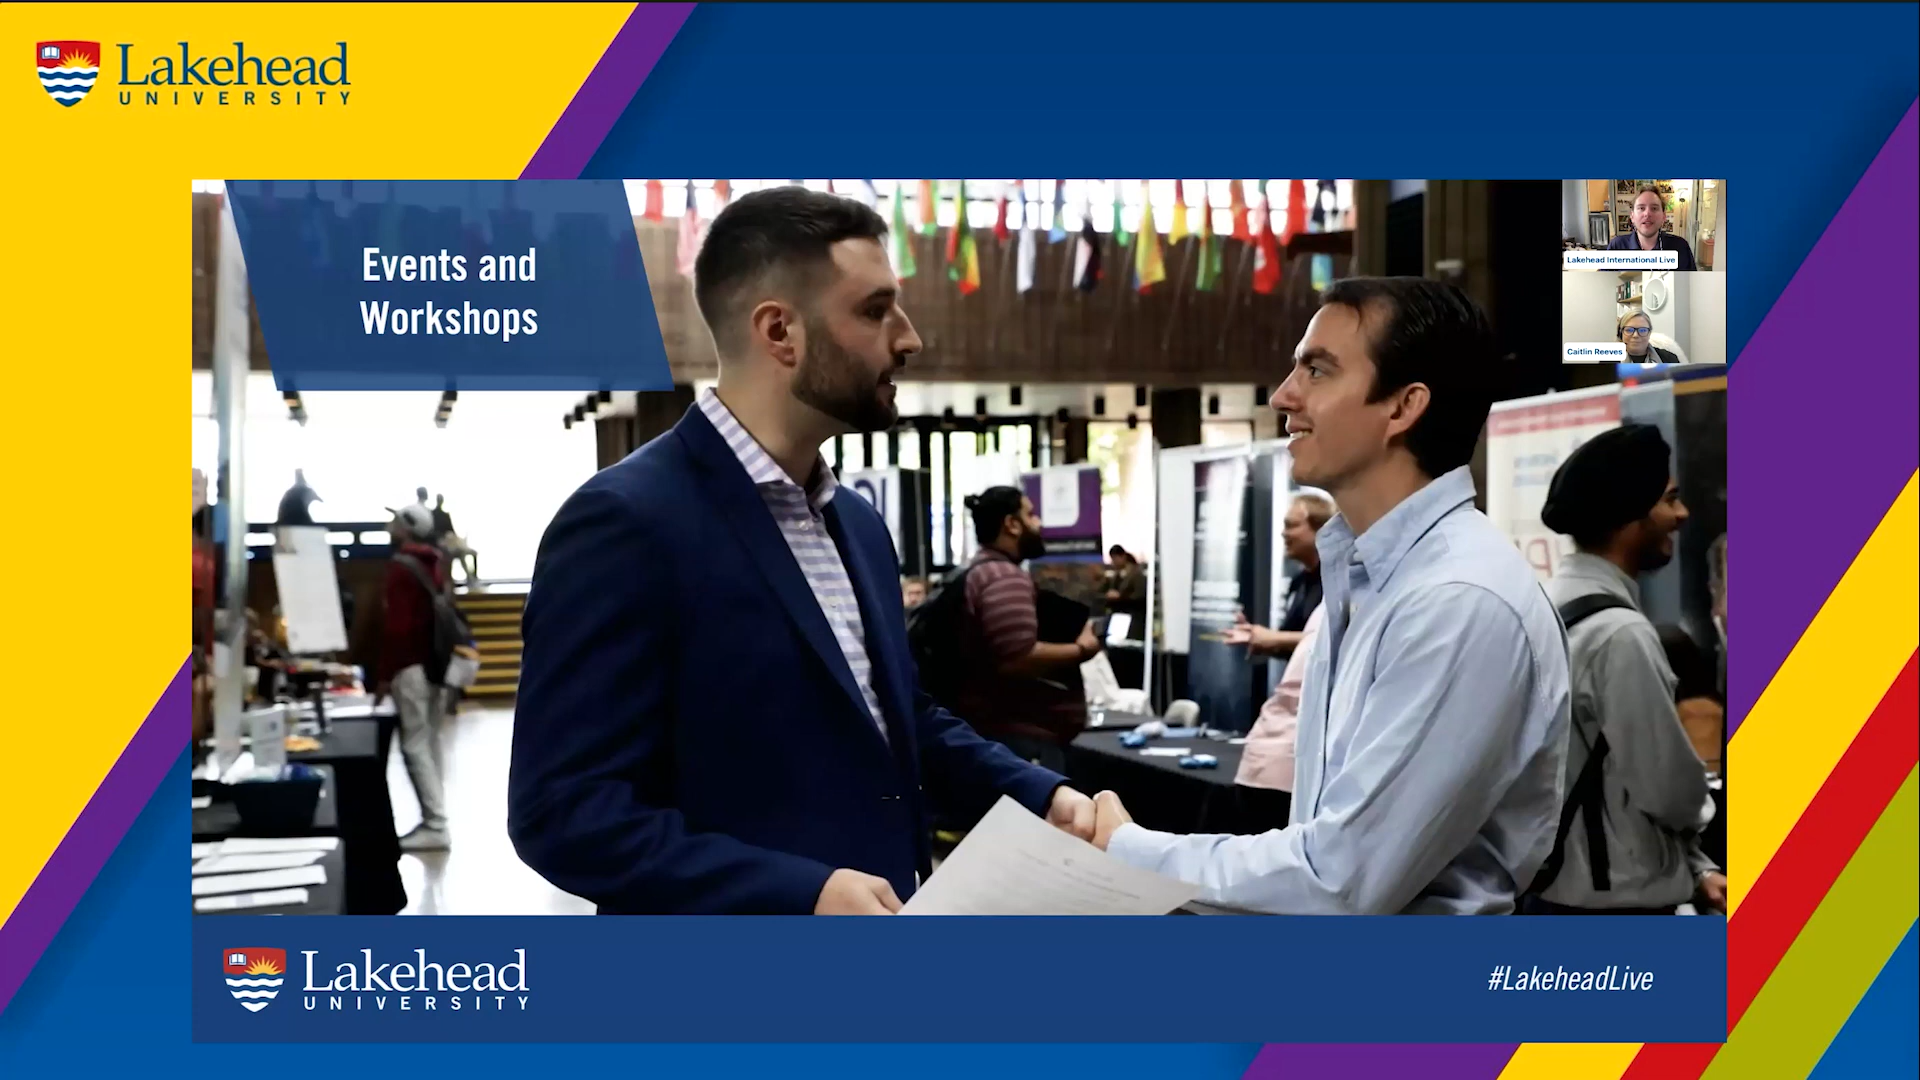 Lakehead
UNIVERSITY
Events and
Workshops
Lakehead International Live
Caitlin Reeves
Lakehead
UNIVERSITY
#LakeheadLive